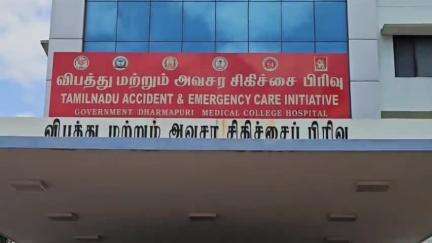 விபத்து மற்றும் அவசர சிகிச்சை பிரிவு
TAMILNADU ACCIDENT & EMERGENCY CARE INITIATIVE
GOVERNMENT DHARMAPURI MEDICAL COLLEGE HOSPITAL
விபத்து மற்றும் அவசர சிகிச்சைப் பிரிவு